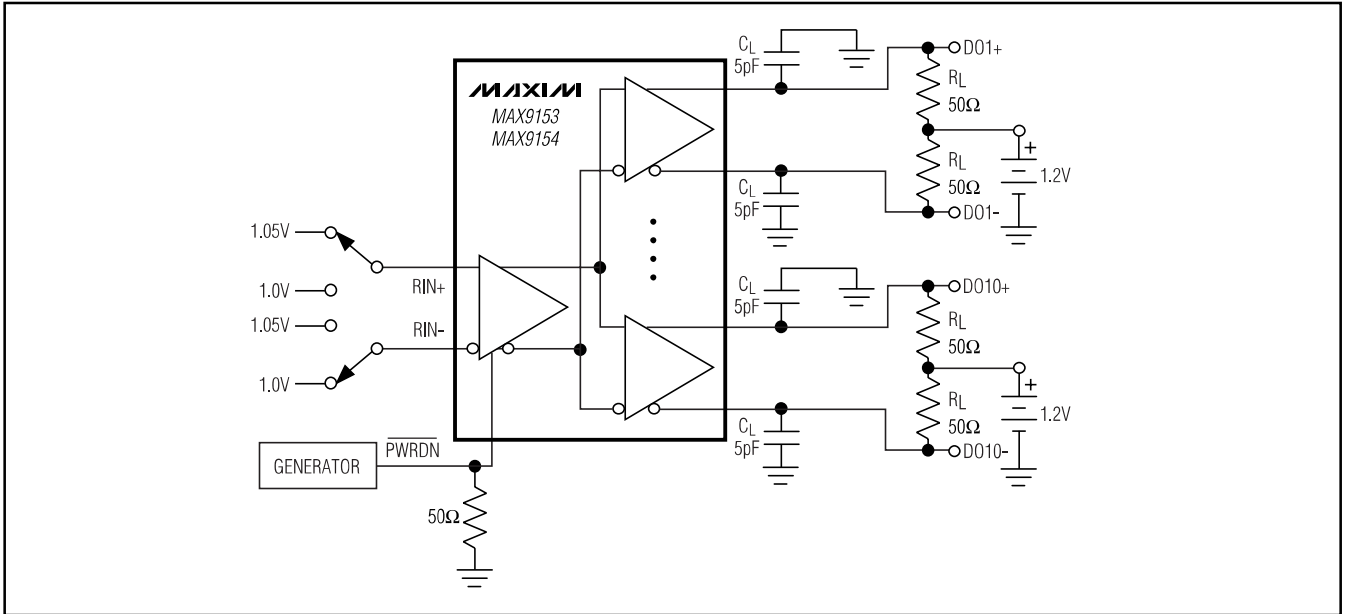 CL
5pF
DO1+
RL
50Ω
MAXIM
MAX9153
MAX9154
+
1.2V
RL
50Ω
CL
5pF
DO1-
1.05V
RIN+
1.0V
1.05V
RIN-
1.0V
CL
5pF
DO10+
RL
50Ω
+
1.2V
RL
50Ω
CL
5pF
DO10-
GENERATOR
PWRDN
50Ω